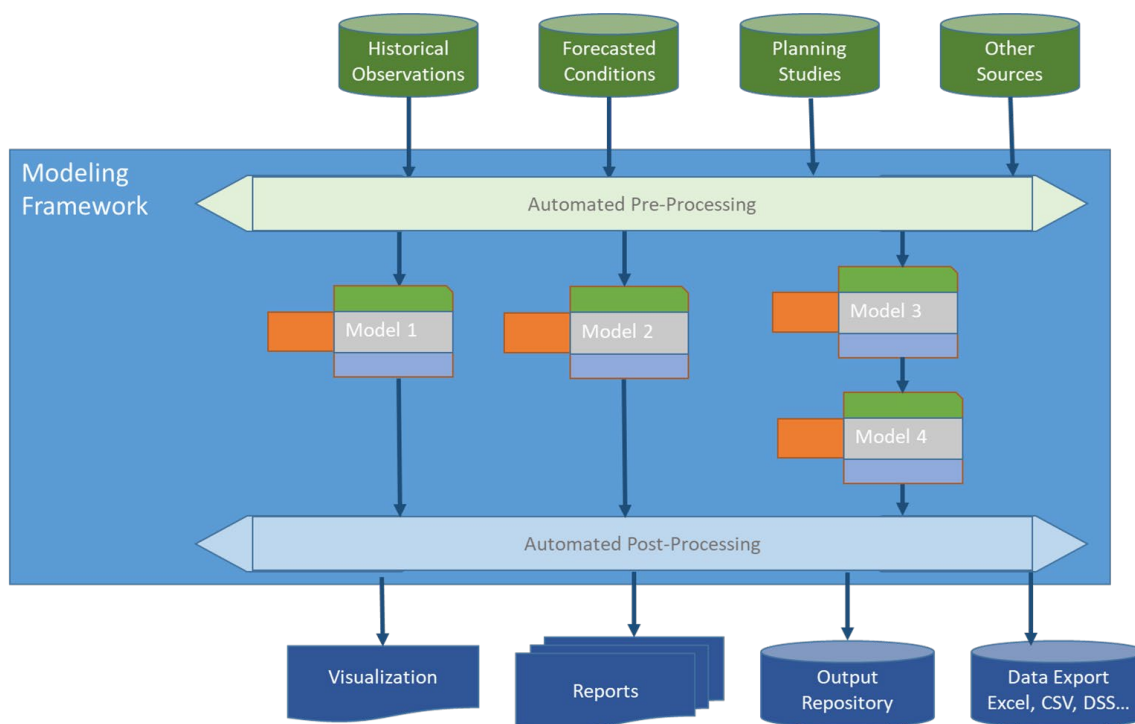 Historical
Observations
Forecasted
Conditions
Planning
Studies
Other
Sources
Modeling
Framework
Automated Pre-Processing
Model 1
Model 2
Model 3
Model 4
Automated Post-Processing
Visualization
Reports
Output
Repository
Data Export
Excel, CSV, DSS...